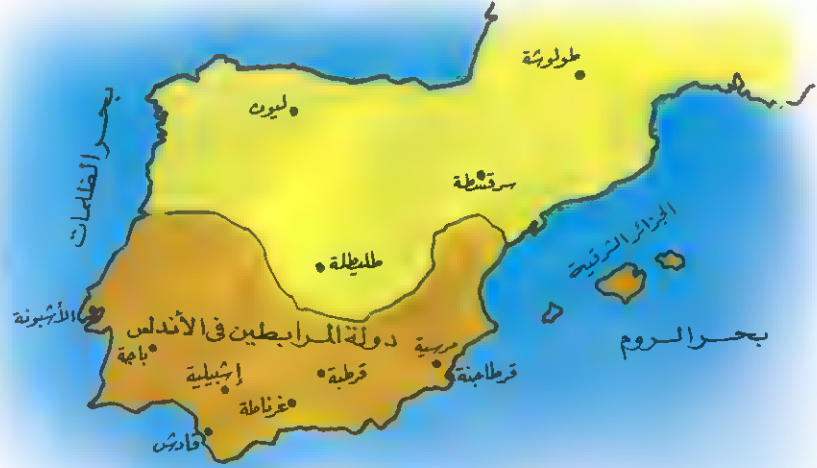 طولوشة
ليون
بحر الظلمات
سرقسطة
الجزائر الشرقية
طليطلة
الأشبونة
دولة المرابطين فى الأندلس
بحر الروم
باجة
مرسية
إشبيلية
قرطبة
قرطاجنة
غرناطة
قادش